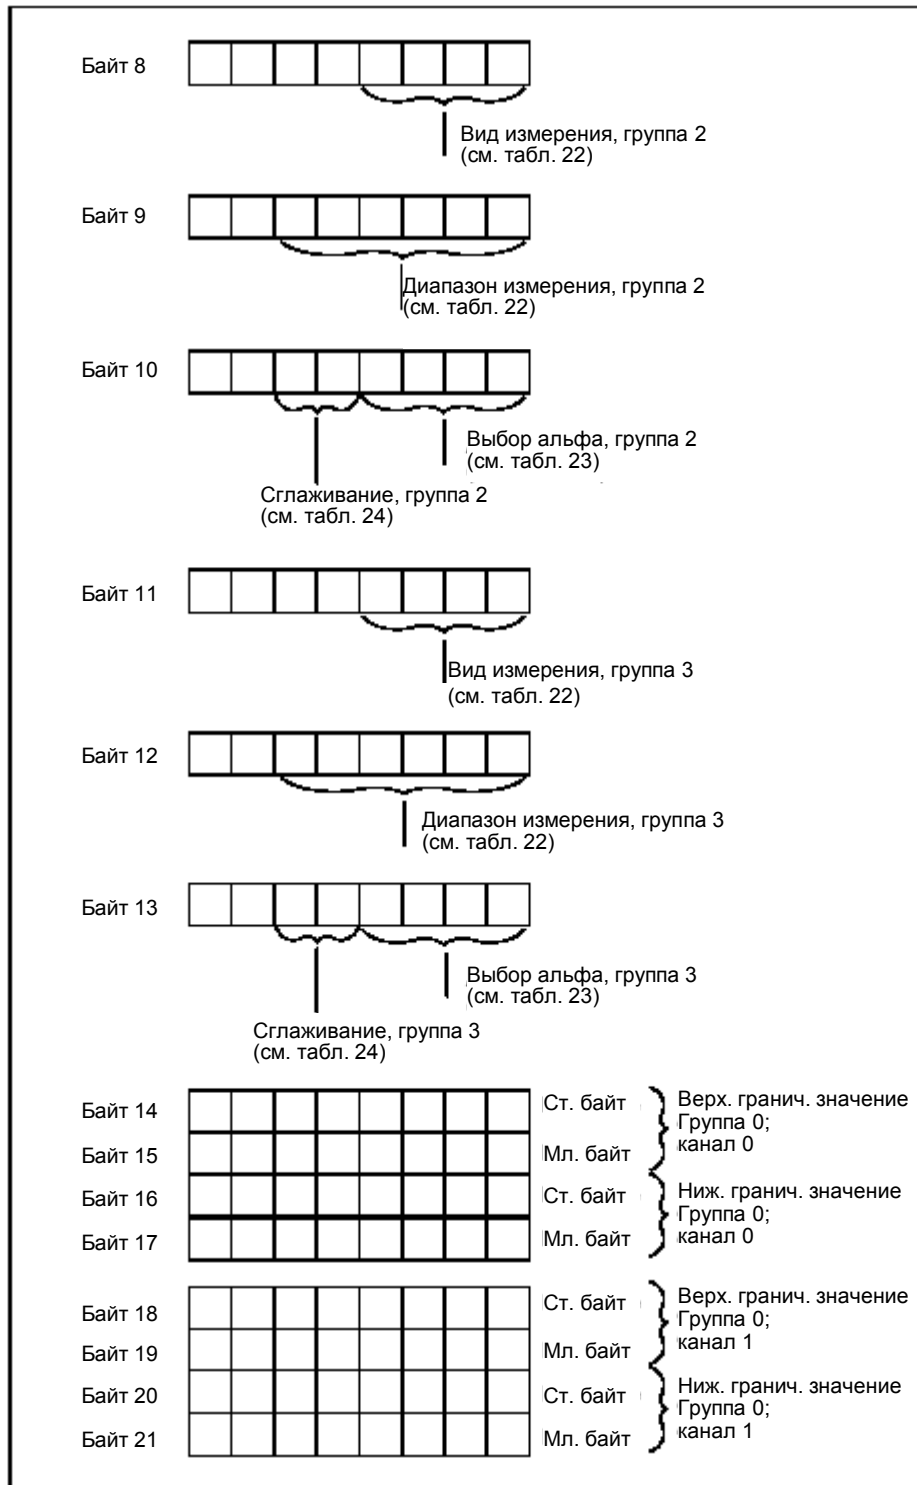 Байт 8
Вид измерения, группа 2
(см. табл. 22)
Байт 9
Диапазон измерения, группа 2
(см. табл. 22)
Байт 10
Выбор альфа, группа 2
(см. табл. 23)
Сглаживание, группа 2
(см. табл. 24)
Байт 11
Вид измерения, группа 3
(см. табл. 22)
Байт 12
Диапазон измерения, группа 3
(см. табл. 22)
Байт 13
Выбор альфа, группа 3
(см. табл. 23)
Сглаживание, группа 3
(см. табл. 24)
Байт 14 Ст. байт Верх. гранич. значение
Группа 0;
Байт 15 Мл. байт канал 0
Байт 16 Ст. байт Ниж. гранич. значение
Группа 0;
Байт 17 Мл. байт канал 0
Байт 18 Ст. байт Верх. гранич. значение
Группа 0;
Байт 19 Мл. байт канал 1
Байт 20 Ст. байт Ниж. гранич. значение
Группа 0;
Байт 21 Мл. байт канал 1